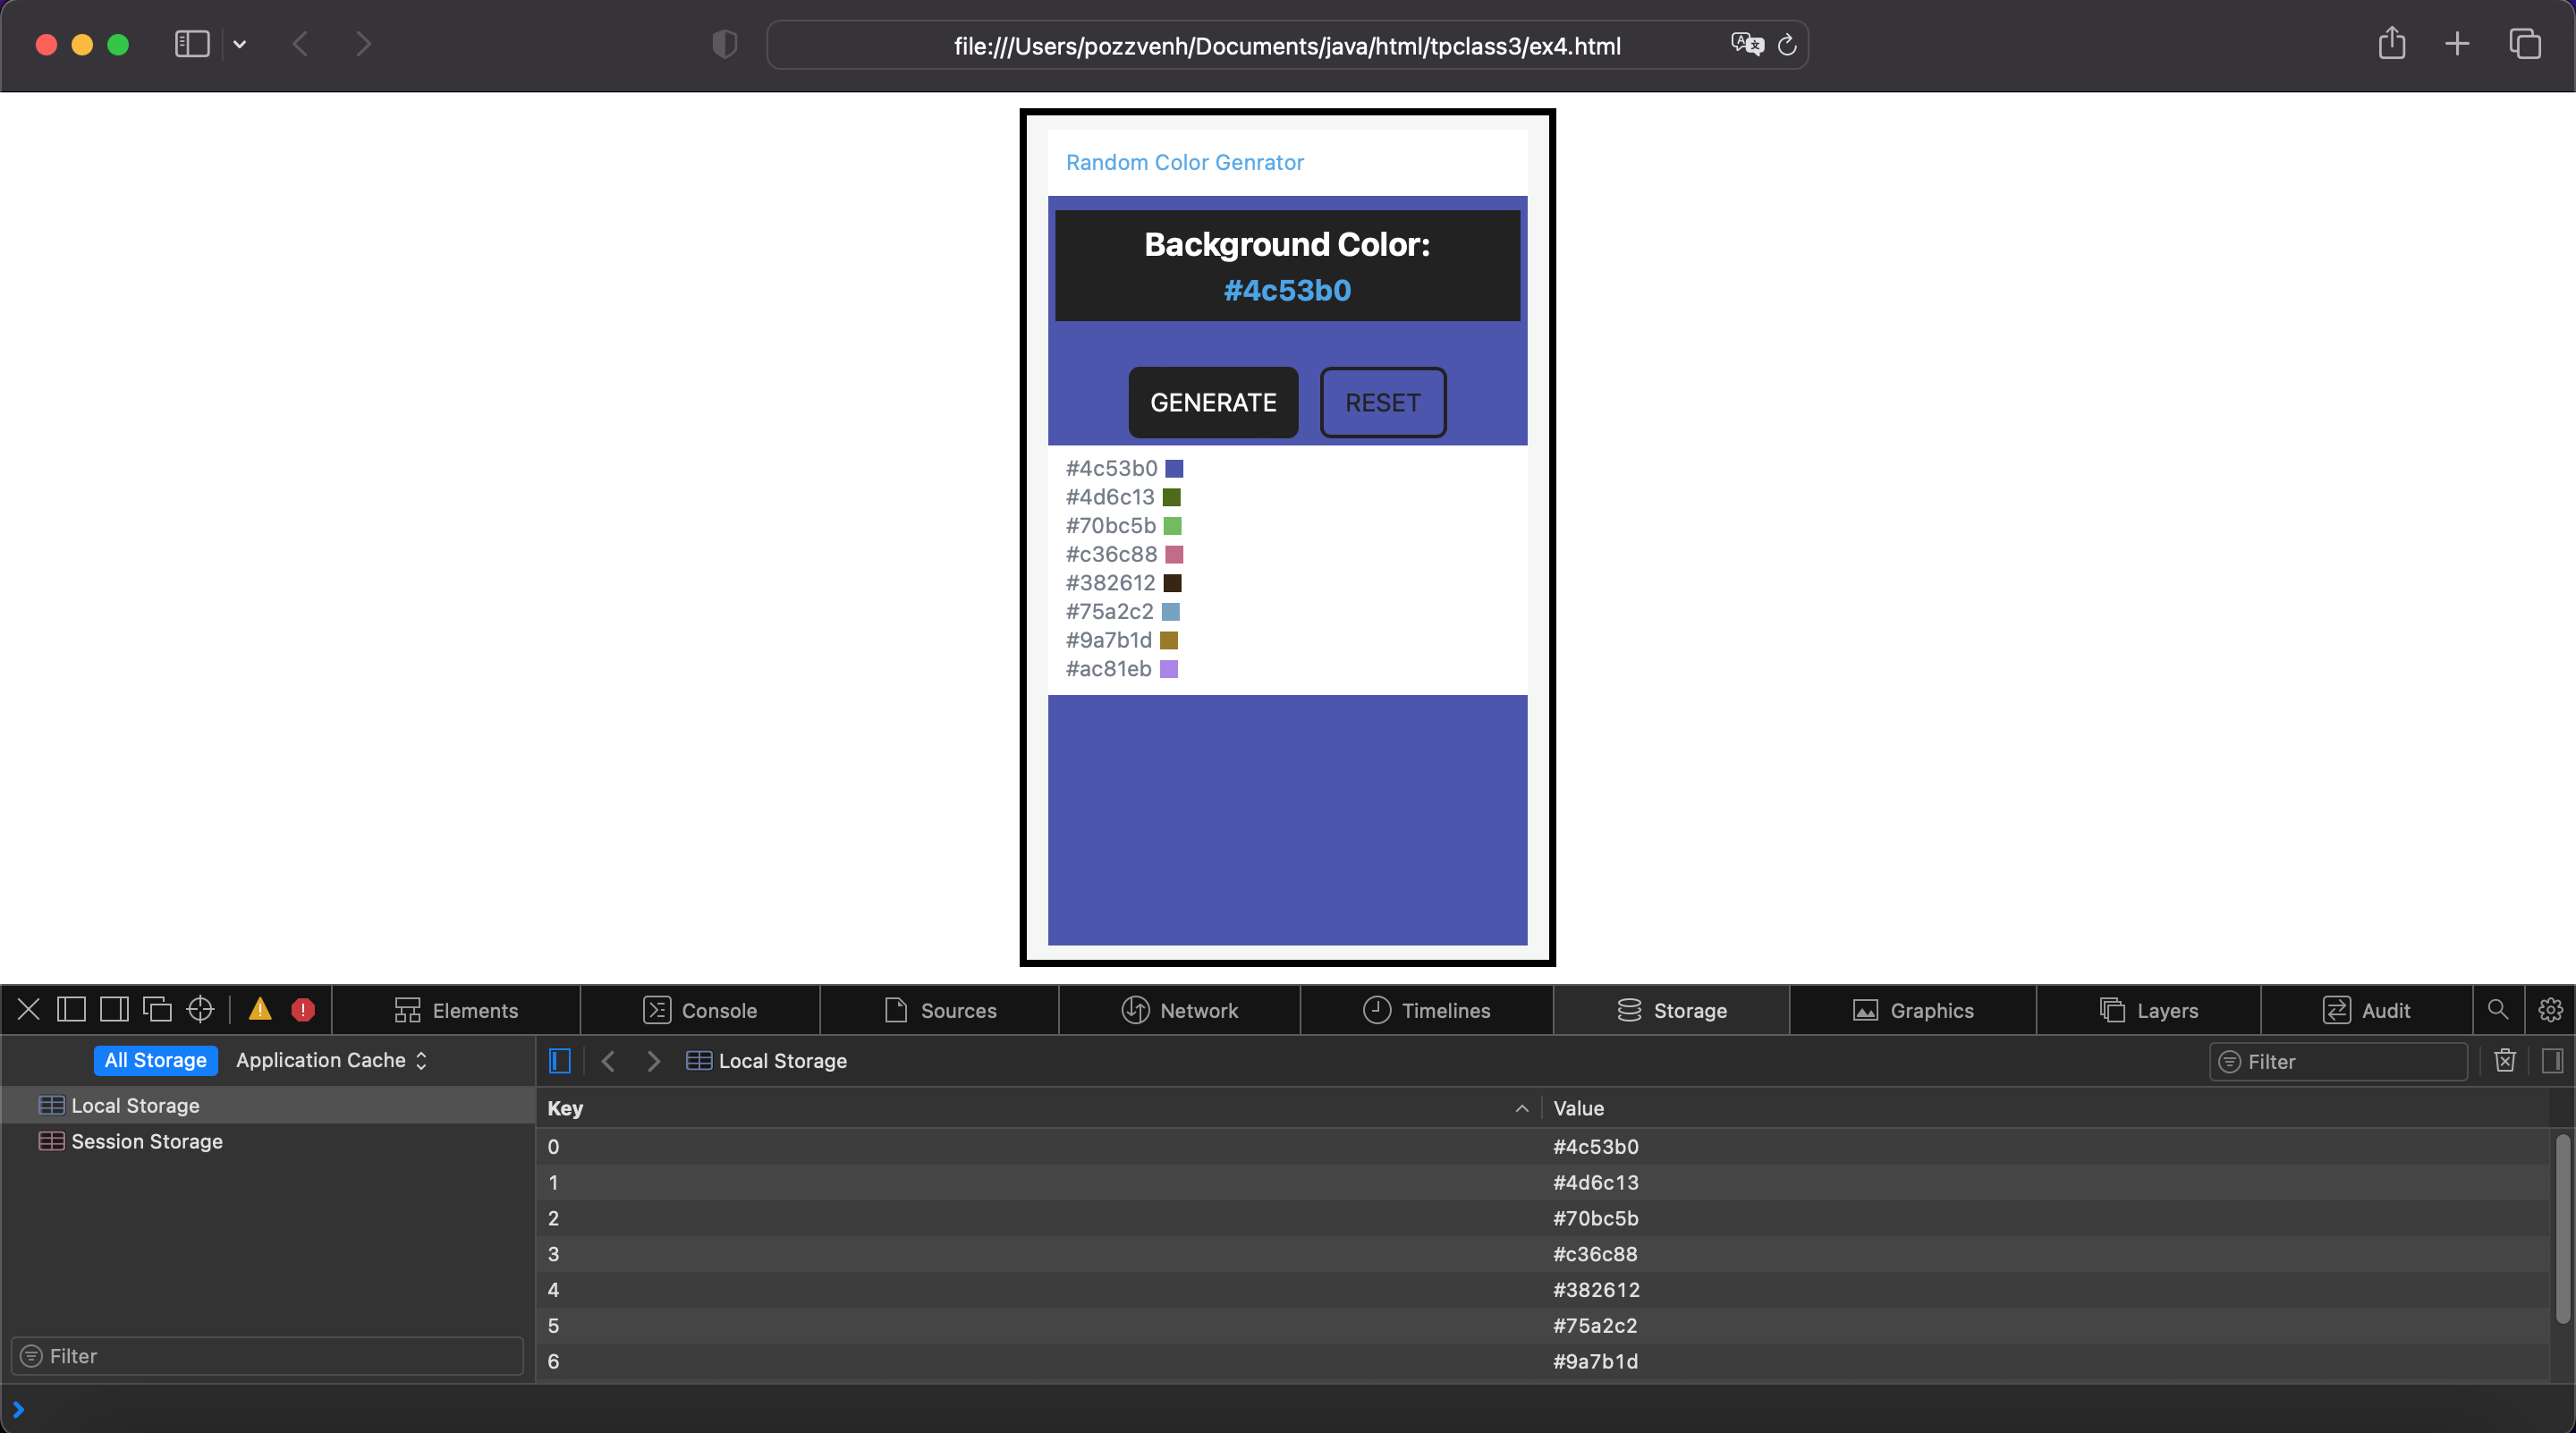 file:///Users/pozzvenh/Documents/java/html/tpclass3/ex4.html
Random Color Genrator
Background Color:
#4c53b0
GENERATE RESET
#4c53b0
#4d6c13
#70bc5b
#c36c88
#382612
#75a2c2
#9a7b1d
#ac81eb
Elements Console Sources Network Timelines Storage Graphics Layers Audit
All Storage Application Cache Local Storage Filter
Local Storage
Session Storage
Filter
Key Value
0 #4c53b0
1 #4d6c13
2 #70bc5b
3 #c36c88
4 #382612
5 #75a2c2
6 #9a7b1d